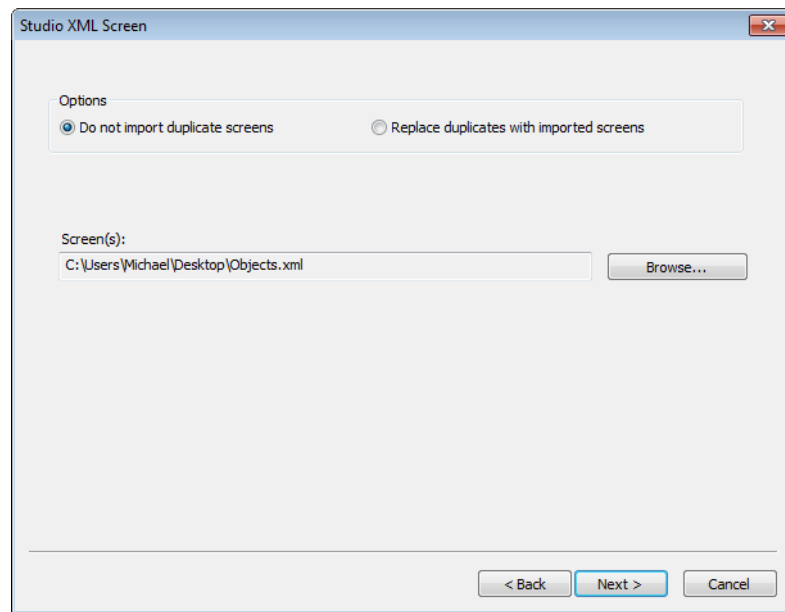 Studio XML Screen
Options
Do not import duplicate screens
Replace duplicates with imported screens
Screen(s):
C:\Users\Michael\Desktop\Objects.xml
Browse...
< Back
Next >
Cancel